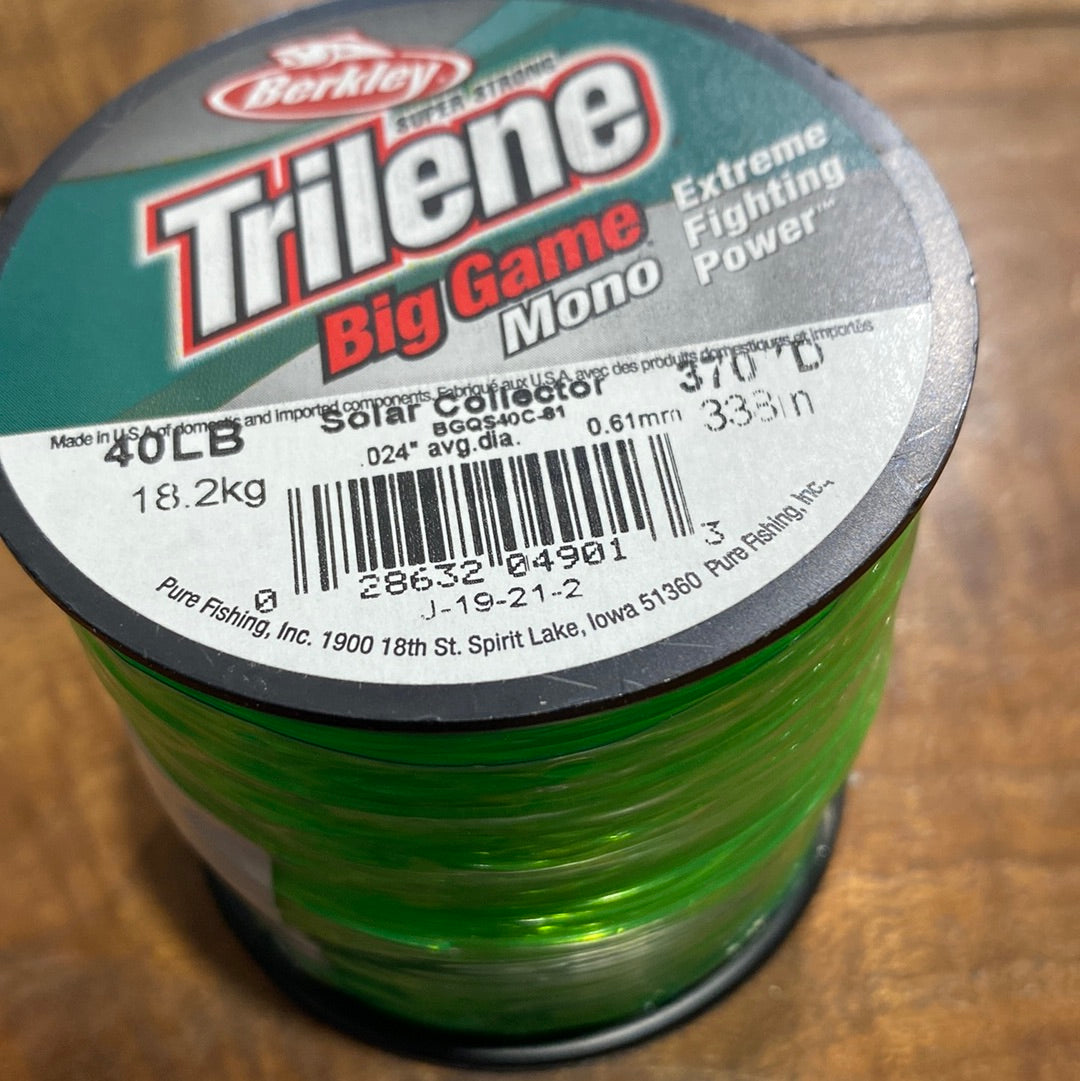 Berkley
SUPER STRONG
Trilene
Big Game
Mono
Extreme
Fighting
Power™
Made in U.S.A of domestic and imported components. Fabriqué aux U.S.A. avec des produits domestiques et importés
40LB
18.2kg
Solar Collector
BGQS40C-81
.024" avg.dia.
0.61mm
370
0 28632 04901 3
J-19-21-2
Pure Fishing, Inc. 1900 18th St. Spirit Lake, Iowa 51360 Pure Fishing, Inc.,